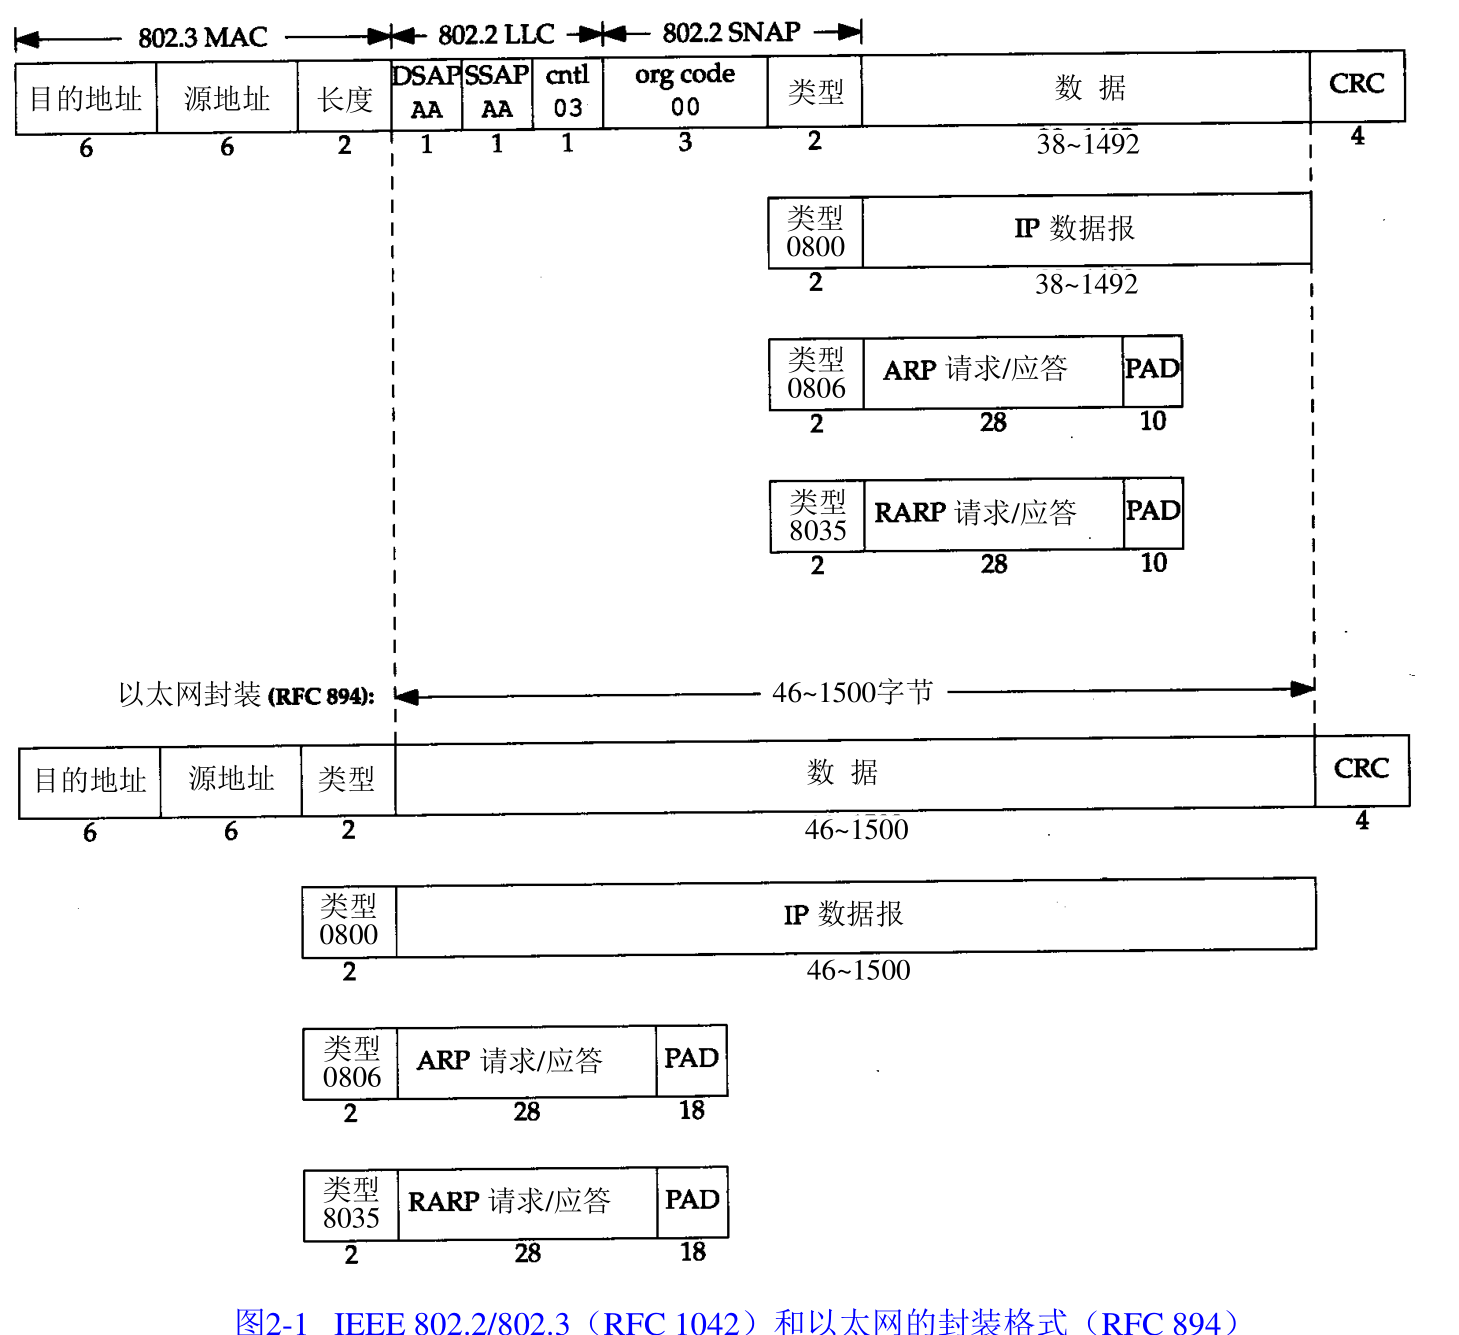 802.3 MAC 802.2 LLC 802.2 SNAP
目的地址 源地址 长度 DSAP AA SSAP AA cntl 03 org code 00 类型 数 据 CRC
6 6 2 1 1 1 3 2 38~1492 4
类型 0800 IP 数据报
2 38~1492
类型 0806 ARP 请求/应答 PAD
2 28 10
类型 8035 RARP 请求/应答 PAD
2 28 10
以太网封装 (RFC 894): 46~1500字节
目的地址 源地址 类型 数 据 CRC
6 6 2 46~1500 4
类型 0800 IP 数据报
2 46~1500
类型 0806 ARP 请求/应答 PAD
2 28 18
类型 8035 RARP 请求/应答 PAD
2 28 18
图2-1 IEEE 802.2/802.3（RFC 1042）和以太网的封装格式（RFC 894）